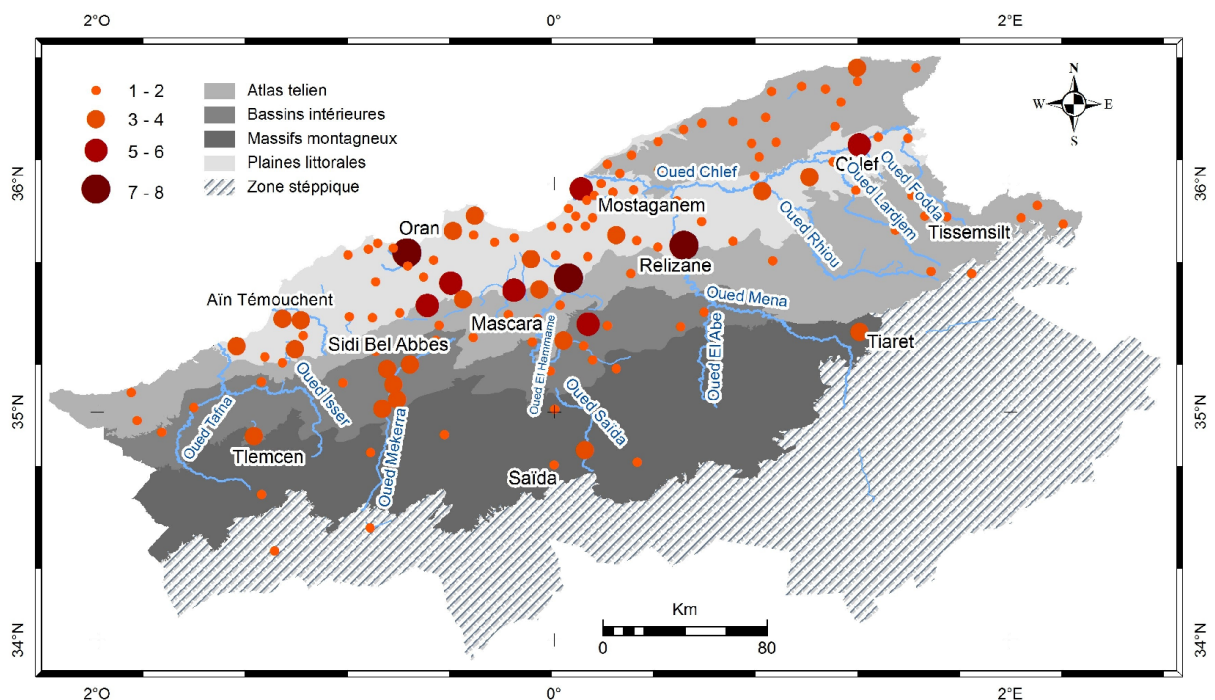 2°O 0° 2°E
N
W E
S
1 - 2 Atlas telien
3 - 4 Bassins intérieures
5 - 6 Massifs montagneux
Plaines littorales
7 - 8 Zone stéppique
36°N 36°N
Oued Chlef
Chlef
Oued Fodda
Oued Lardjem
Mostaganem
Oued Rhiou
Oran
Tissemsilt
Relizane
Aïn Témouchent
Oued Mena
Mascara
Sidi Bel Abbes
Tiaret
Oued El Hammame
Oued El Abe
Oued Isser
35°N 35°N
Oued Tafna
Oued Saïda
Oued Mekerra
Tlemcen
Saïda
Km
0 80
34°N 34°N
2°O 0° 2°E